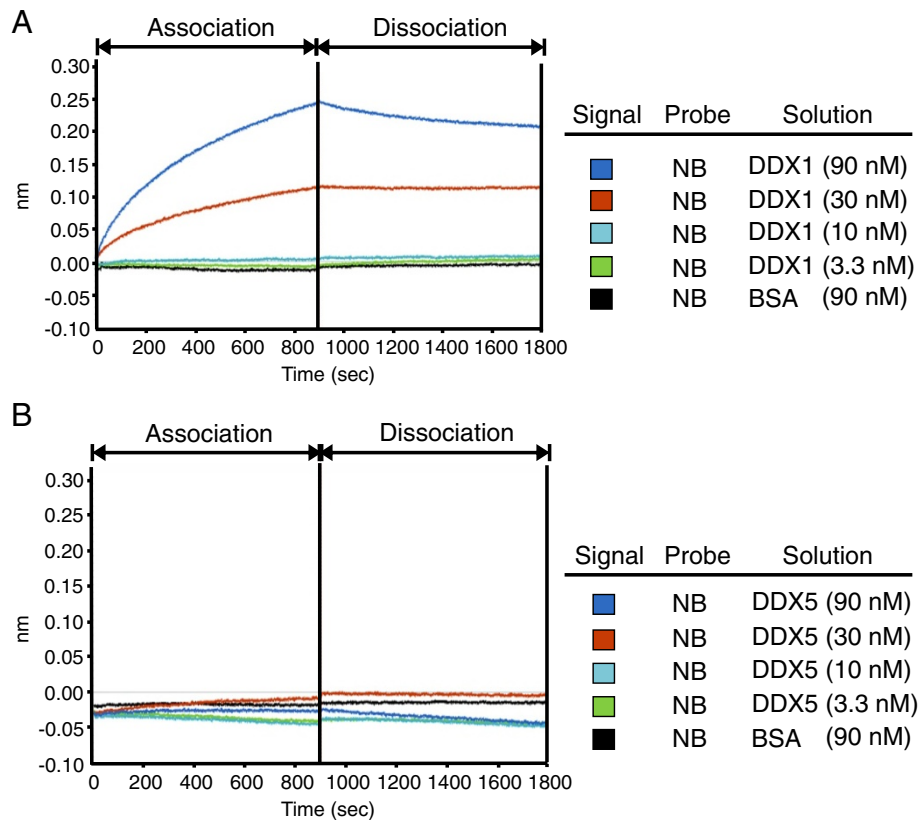 A
Association Dissociation
0.30
0.25
0.20
0.15
0.10
0.05
0.00
-0.05
-0.10
nm
0 200 400 600 800 1000 1200 1400 1600 1800
Time (sec)
Signal Probe Solution
NB DDX1 (90 nM)
NB DDX1 (30 nM)
NB DDX1 (10 nM)
NB DDX1 (3.3 nM)
NB BSA (90 nM)
B
Association Dissociation
0.30
0.25
0.20
0.15
0.10
0.05
0.00
-0.05
-0.10
nm
0 200 400 600 800 1000 1200 1400 1600 1800
Time (sec)
Signal Probe Solution
NB DDX5 (90 nM)
NB DDX5 (30 nM)
NB DDX5 (10 nM)
NB DDX5 (3.3 nM)
NB BSA (90 nM)